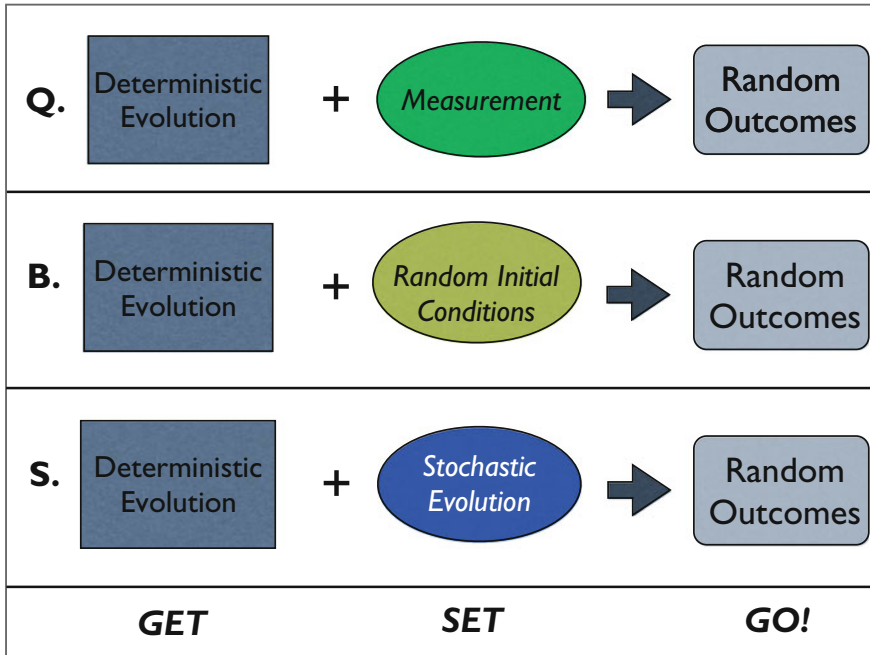 Q.
Deterministic
Evolution
+
Measurement
Random
Outcomes
B.
Deterministic
Evolution
+
Random Initial
Conditions
Random
Outcomes
S.
Deterministic
Evolution
+
Stochastic
Evolution
Random
Outcomes
GET
SET
GO!